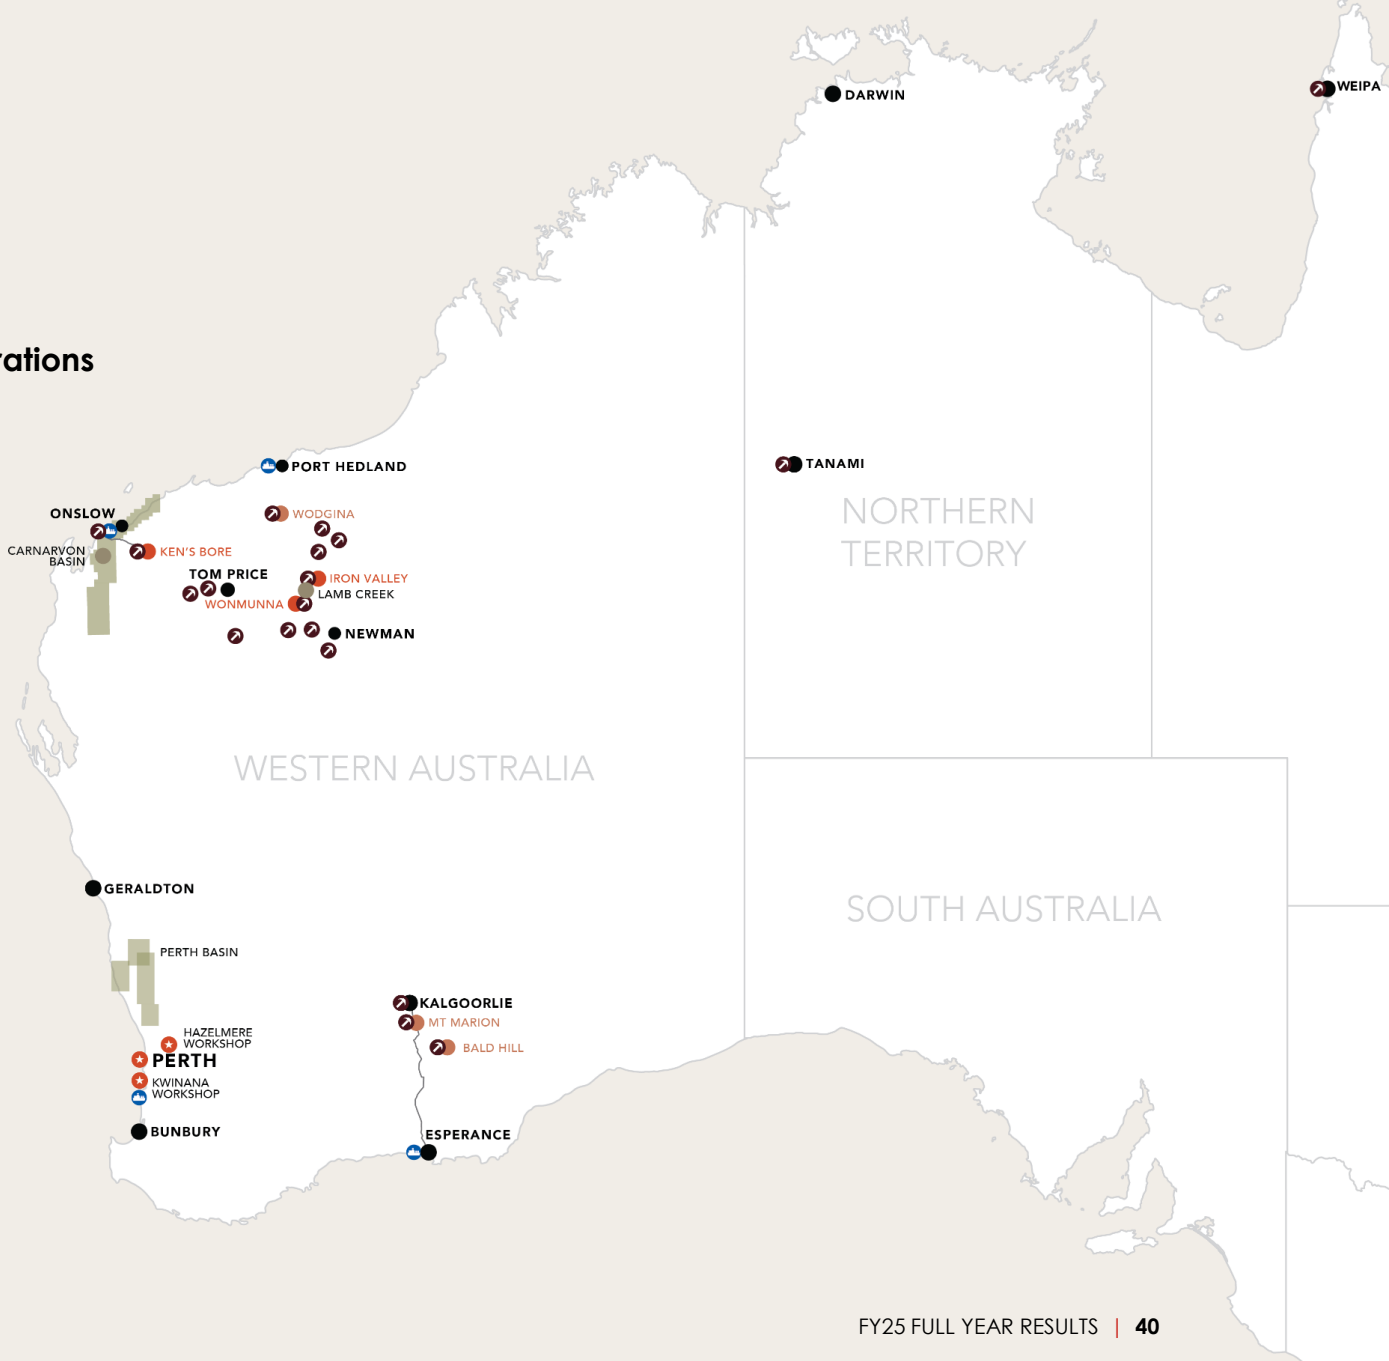 DARWIN
WEIPA
rations
PORT HEDLAND
TANAMI
ONSLOW
WODGINA
NORTHERN
TERRITORY
CARNARVON
BASIN
KEN'S BORE
TOM PRICE
IRON VALLEY
LAMB CREEK
WONMUNNA
NEWMAN
WESTERN AUSTRALIA
GERALDTON
SOUTH AUSTRALIA
PERTH BASIN
KALGOORLIE
MT MARION
HAZELMERE
WORKSHOP
BALD HILL
PERTH
KWINANA
WORKSHOP
BUNBURY
ESPERANCE
FY25 FULL YEAR RESULTS | 40